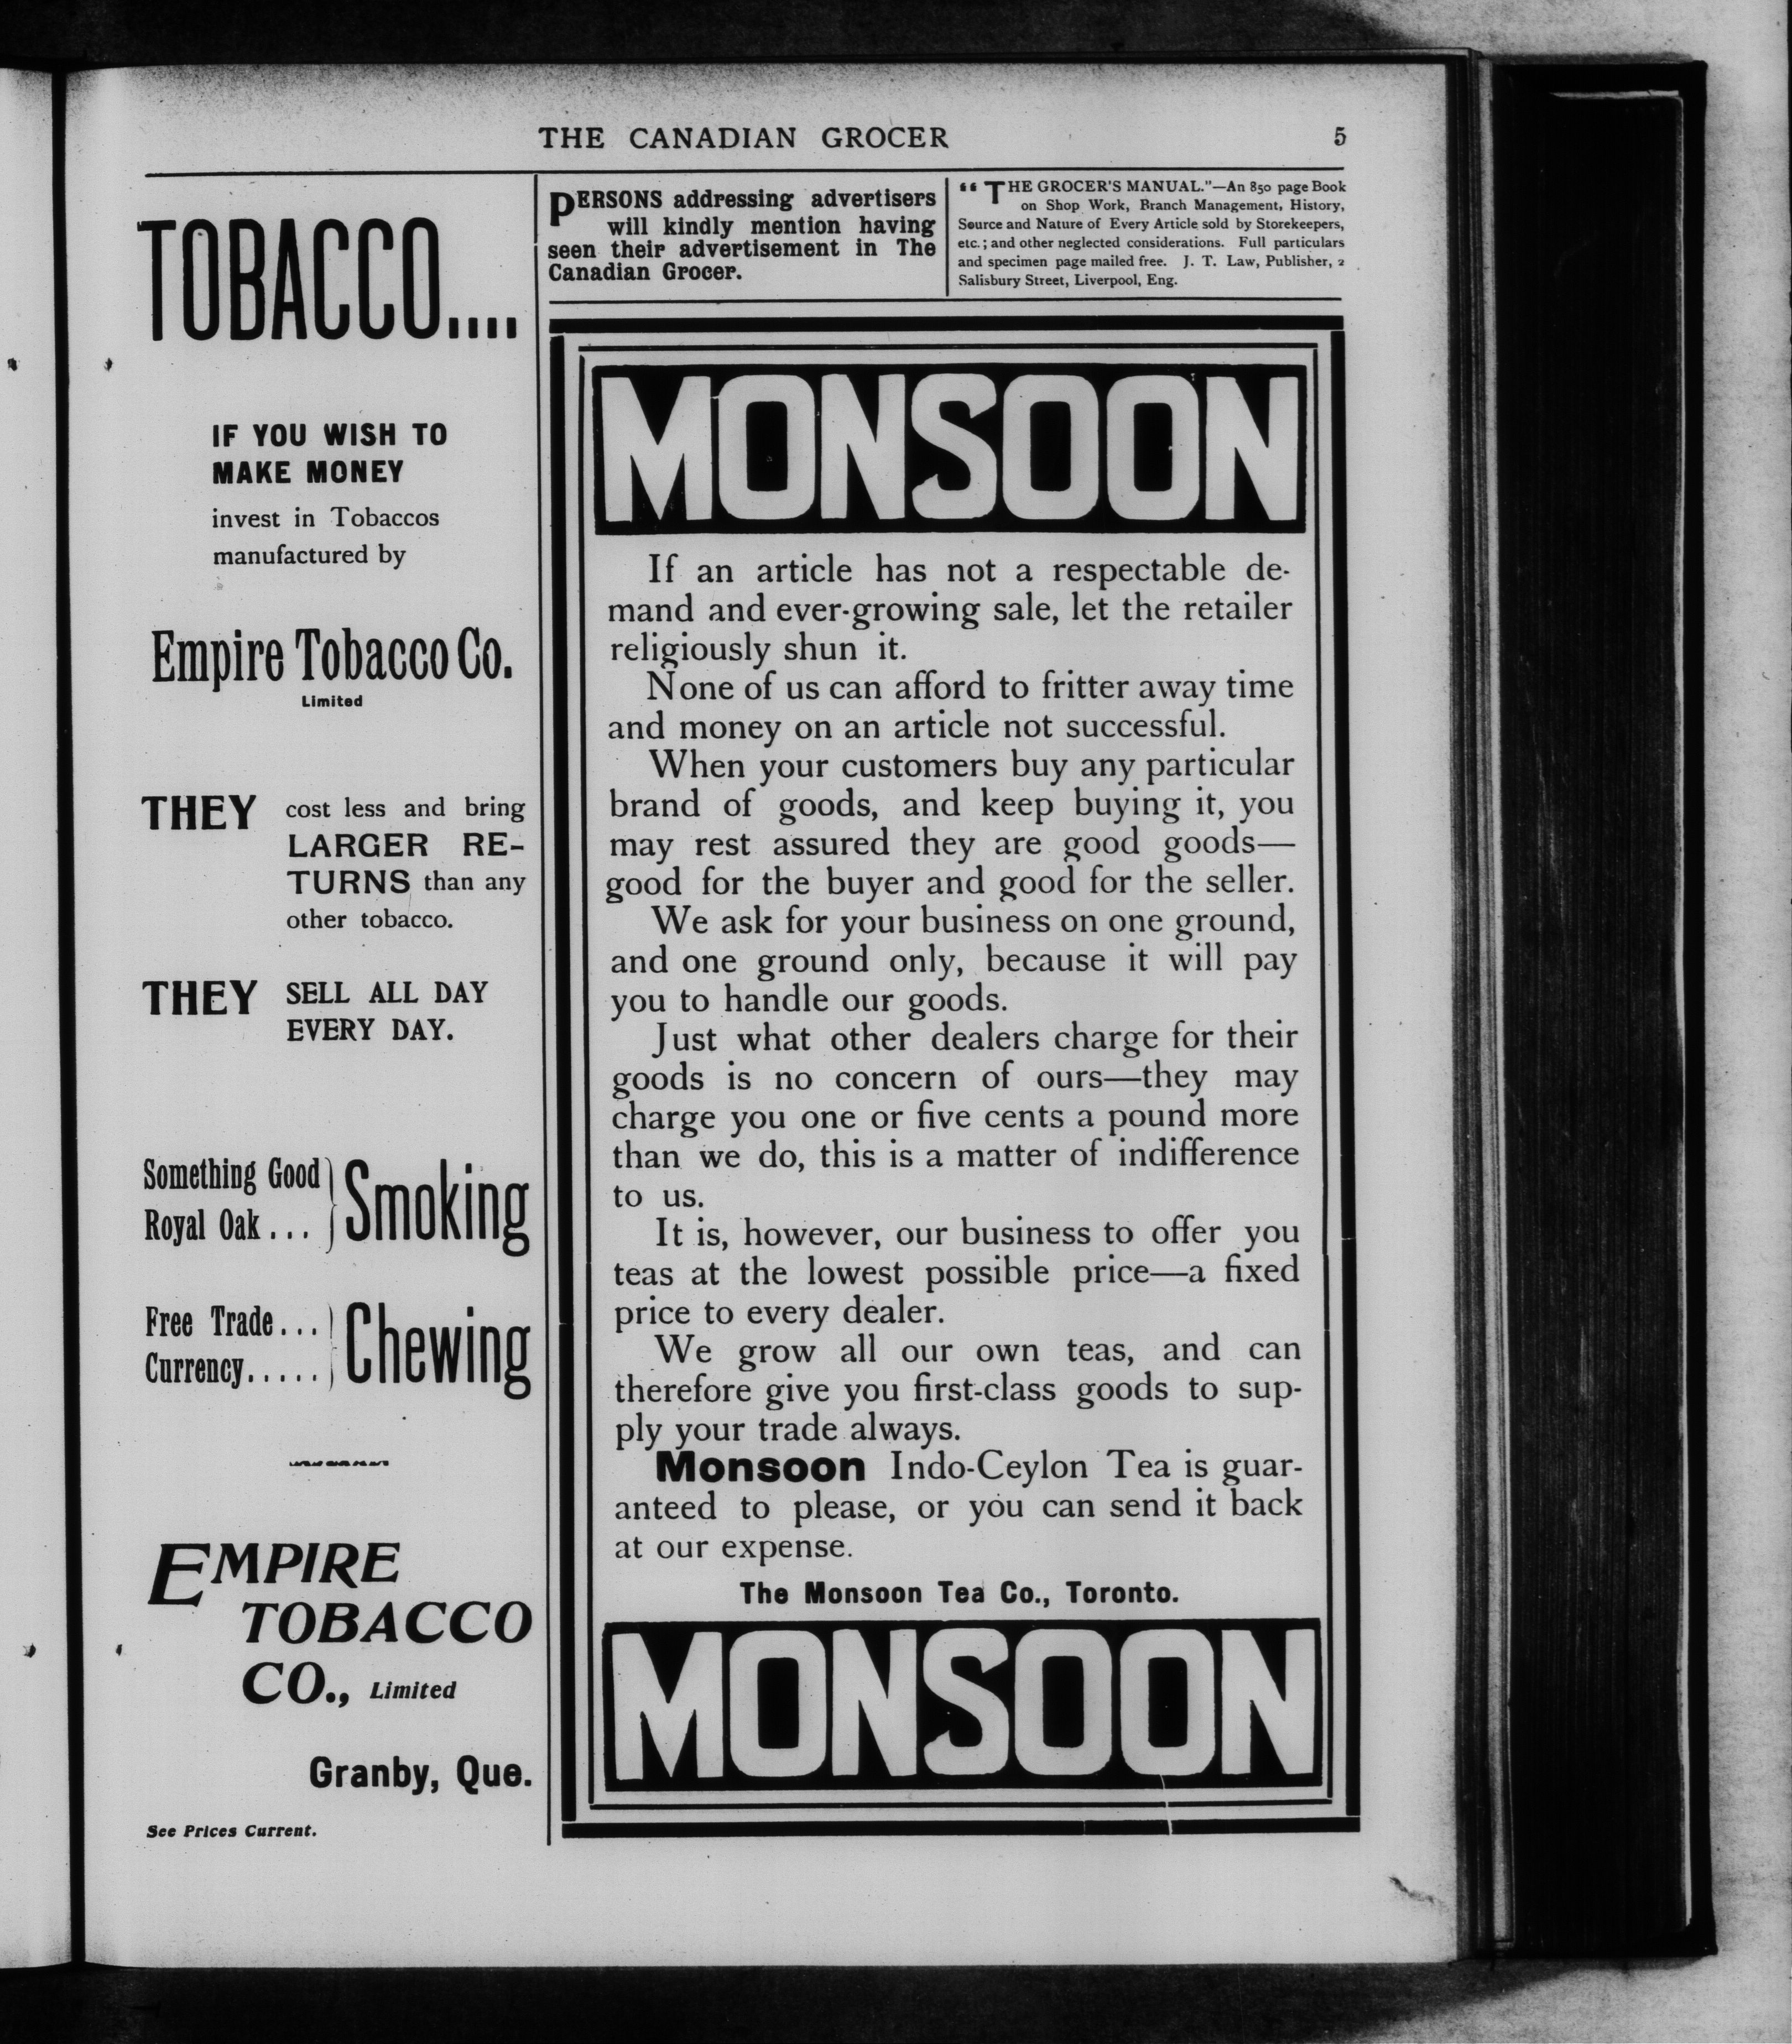 THE CANADIAN GROCER
5
TOBACCO....
IF YOU WISH TO
MAKE MONEY
invest in Tobaccos
manufactured by
Empire Tobacco Co.
Limited
THEY cost less and bring
LARGER RE-
TURNS than any
other tobacco.
THEY SELL ALL DAY
EVERY DAY.
Something Good
Royal Oak...
Smoking
Free Trade...
Currency.....
Chewing
EMPIRE
TOBACCO
CO., Limited
Granby, Que.
See Prices Current.
PERSONS addressing advertisers
will kindly mention having
seen their advertisement in The
Canadian Grocer.
“THE GROCER'S MANUAL.”—An 850 page Book
on Shop Work, Branch Management, History,
Source and Nature of Every Article sold by Storekeepers,
etc.; and other neglected considerations. Full particulars
and specimen page mailed free. J. T. Law, Publisher, 2
Salisbury Street, Liverpool, Eng.
MONSOON
If an article has not a respectable de-
mand and ever-growing sale, let the retailer
religiously shun it.
None of us can afford to fritter away time
and money on an article not successful.
When your customers buy any particular
brand of goods, and keep buying it, you
may rest assured they are good goods—
good for the buyer and good for the seller.
We ask for your business on one ground,
and one ground only, because it will pay
you to handle our goods.
Just what other dealers charge for their
goods is no concern of ours—they may
charge you one or five cents a pound more
than we do, this is a matter of indifference
to us.
It is, however, our business to offer you
teas at the lowest possible price—a fixed
price to every dealer.
We grow all our own teas, and can
therefore give you first-class goods to sup-
ply your trade always.
Monsoon Indo-Ceylon Tea is guar-
anteed to please, or you can send it back
at our expense.
The Monsoon Tea Co., Toronto.
MONSOON